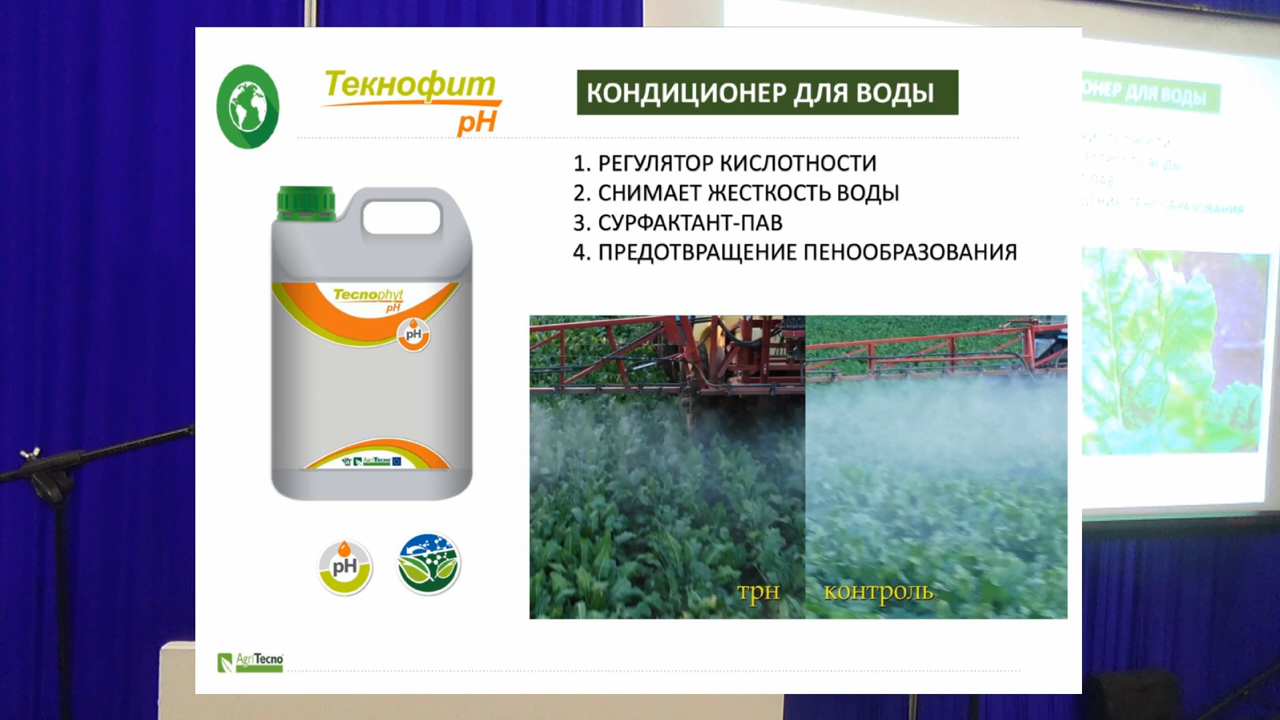 Текнофит
pH
КОНДИЦИОНЕР ДЛЯ ВОДЫ
1. РЕГУЛЯТОР КИСЛОТНОСТИ
2. СНИМАЕТ ЖЕСТКОСТЬ ВОДЫ
3. СУРФАКТАНТ-ПАВ
4. ПРЕДОТВРАЩЕНИЕ ПЕНООБРАЗОВАНИЯ
Tecnophyt
pH
pH
AgriTecno
трн
контроль
pH
AgriTecno
ОНЕР ДЛЯ ВОДЫ